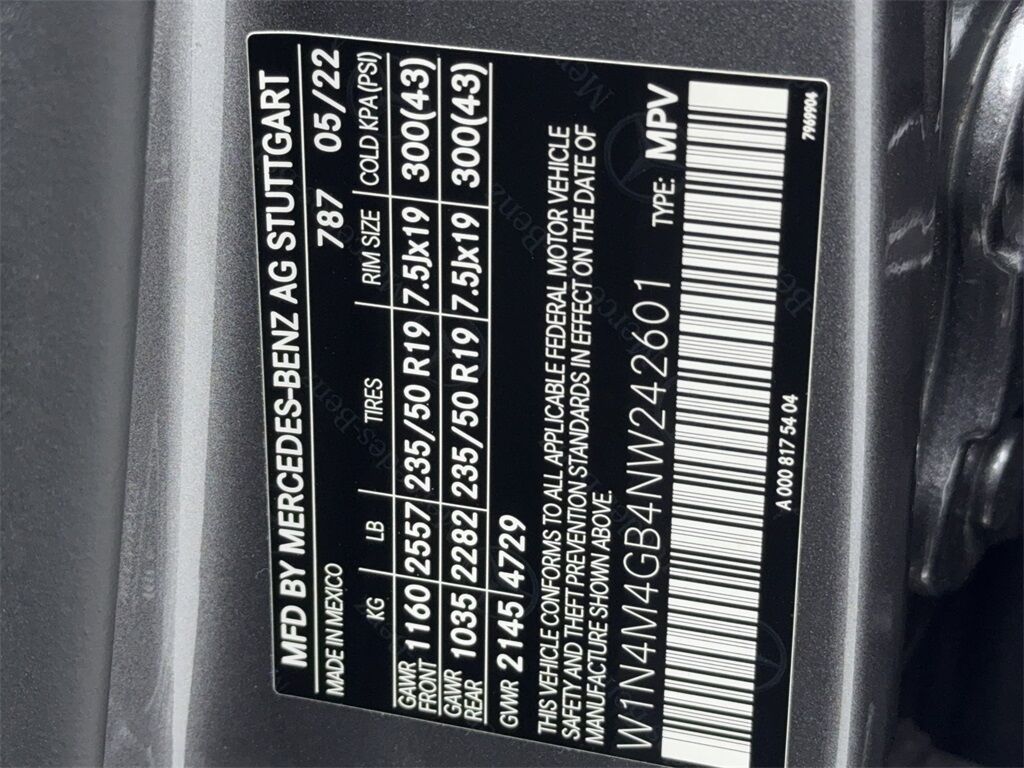 MFD BY MERCEDES-BENZ AG STUTTGART
MADE IN MEXICO 787 05/22
KG LB TIRES RIM SIZE COLD KPA (PSI)
GAWR FRONT 1160 2557 235/50 R19 7.5Jx19 300(43)
GAWR REAR 1035 2282 235/50 R19 7.5Jx19 300(43)
GVWR 2145 4729
THIS VEHICLE CONFORMS TO ALL APPLICABLE FEDERAL MOTOR VEHICLE
SAFETY AND THEFT PREVENTION STANDARDS IN EFFECT ON THE DATE OF
MANUFACTURE SHOWN ABOVE.
W1N4M4GB4NW242601 TYPE: MPV
A 000 817 54 04
7969904